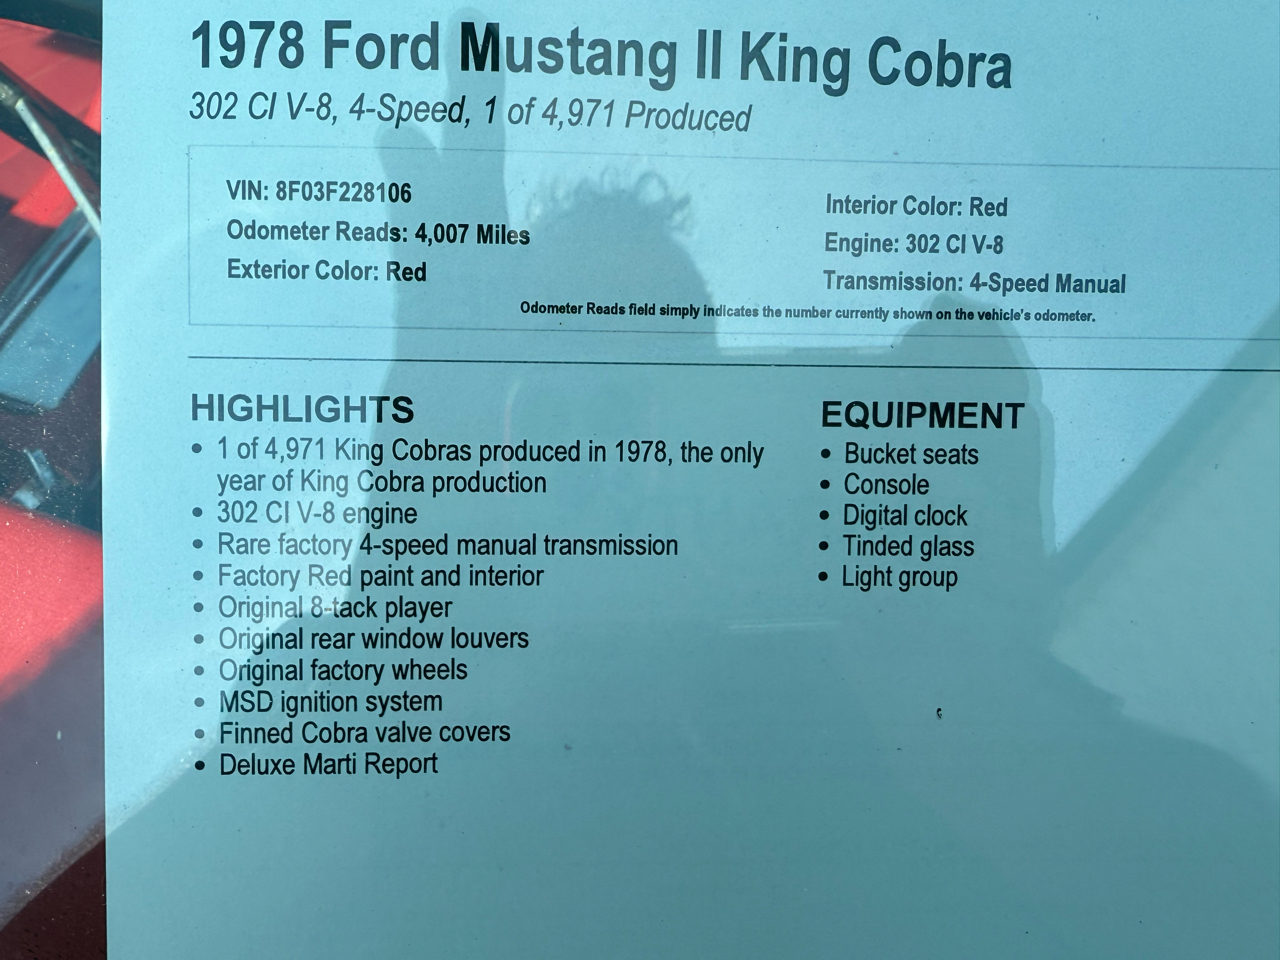 1978 Ford Mustang II King Cobra
302 CI V-8, 4-Speed, 1 of 4,971 Produced
VIN: 8F03F228106
Odometer Reads: 4,007 Miles
Exterior Color: Red
Interior Color: Red
Engine: 302 CI V-8
Transmission: 4-Speed Manual
Odometer Reads field simply indicates the number currently shown on the vehicle's odometer.
HIGHLIGHTS
• 1 of 4,971 King Cobras produced in 1978, the only
year of King Cobra production
• 302 CI V-8 engine
• Rare factory 4-speed manual transmission
• Factory Red paint and interior
• Original 8-tack player
• Original rear window louvers
• Original factory wheels
• MSD ignition system
• Finned Cobra valve covers
• Deluxe Marti Report
EQUIPMENT
• Bucket seats
• Console
• Digital clock
• Tinded glass
• Light group